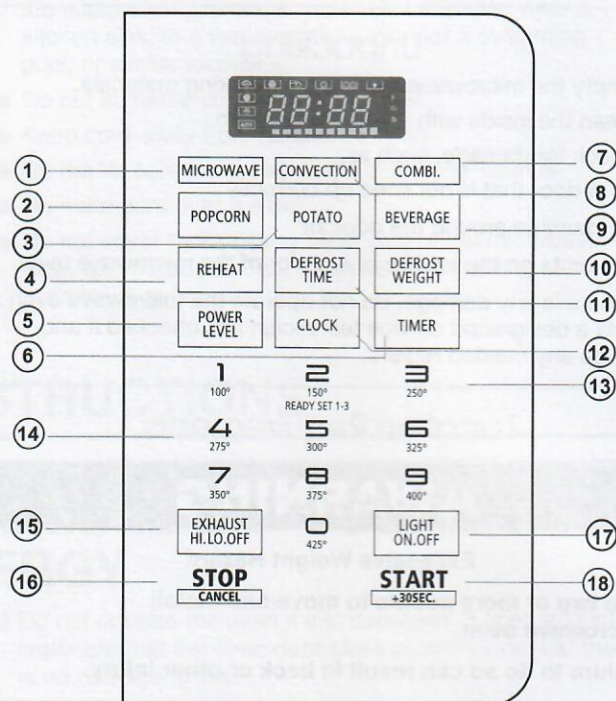 88:88
1 MICROWAVE CONVECTION COMBI. 7
2 POPCORN POTATO BEVERAGE 8
3 9
4 REHEAT DEFROST TIME DEFROST WEIGHT 10
5 POWER LEVEL CLOCK TIMER 11
6 12
1 2 3 13
100° 150° 250°
READY SET 1-3
14 4 5 6
275° 300° 325°
7 8 9
350° 375° 400°
15 EXHAUST HI.LO.OFF 0 LIGHT ON.OFF 17
425°
16 STOP START 18
CANCEL +30SEC.